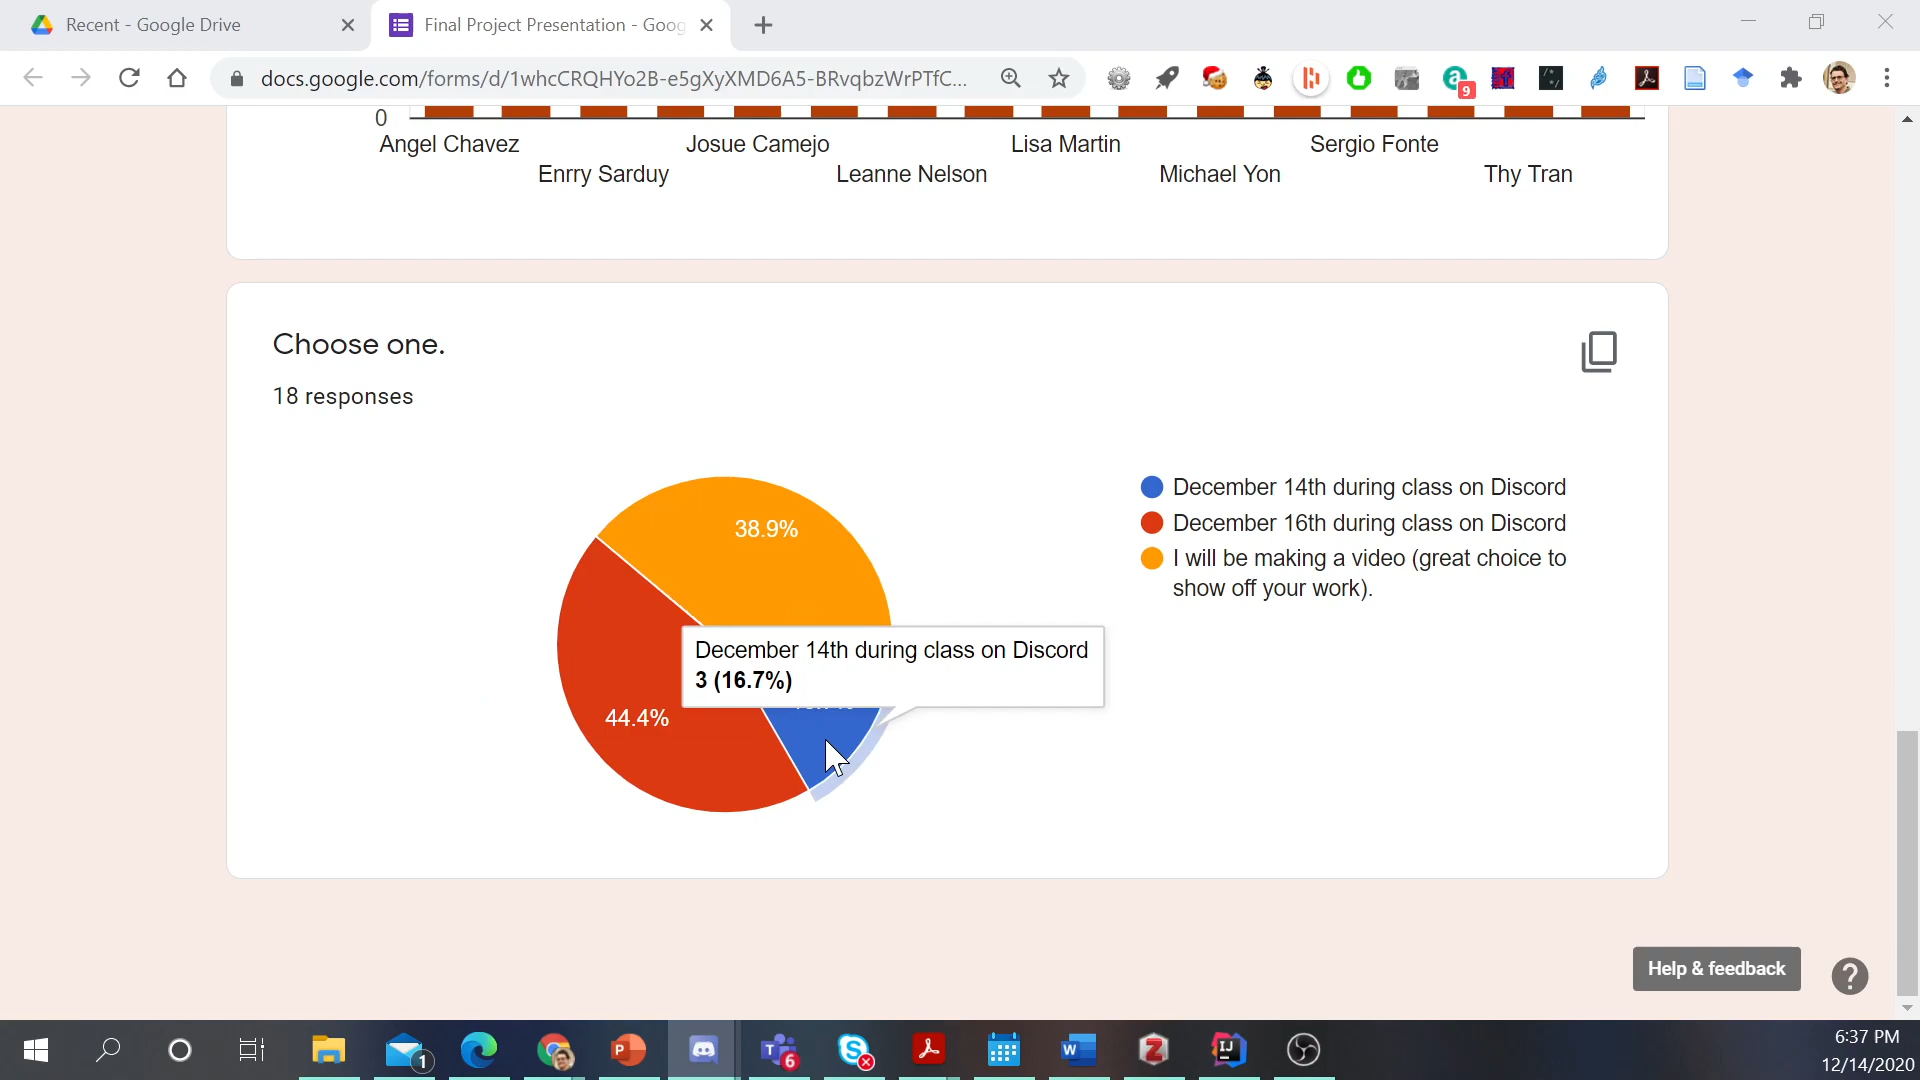 Recent - Google Drive
Final Project Presentation - Goog
docs.google.com/forms/d/1whcCRQHYo2B-e5gXyXMD6A5-BRvqbzWrPTfC...
9
0
Angel Chavez
Josue Camejo
Lisa Martin
Sergio Fonte
Enrry Sarduy
Leanne Nelson
Michael Yon
Thy Tran
Choose one.
18 responses
38.9%
44.4%
December 14th during class on Discord
3 (16.7%)
December 14th during class on Discord
December 16th during class on Discord
I will be making a video (great choice to
show off your work).
Help & feedback
1
6
6:37 PM
12/14/2020